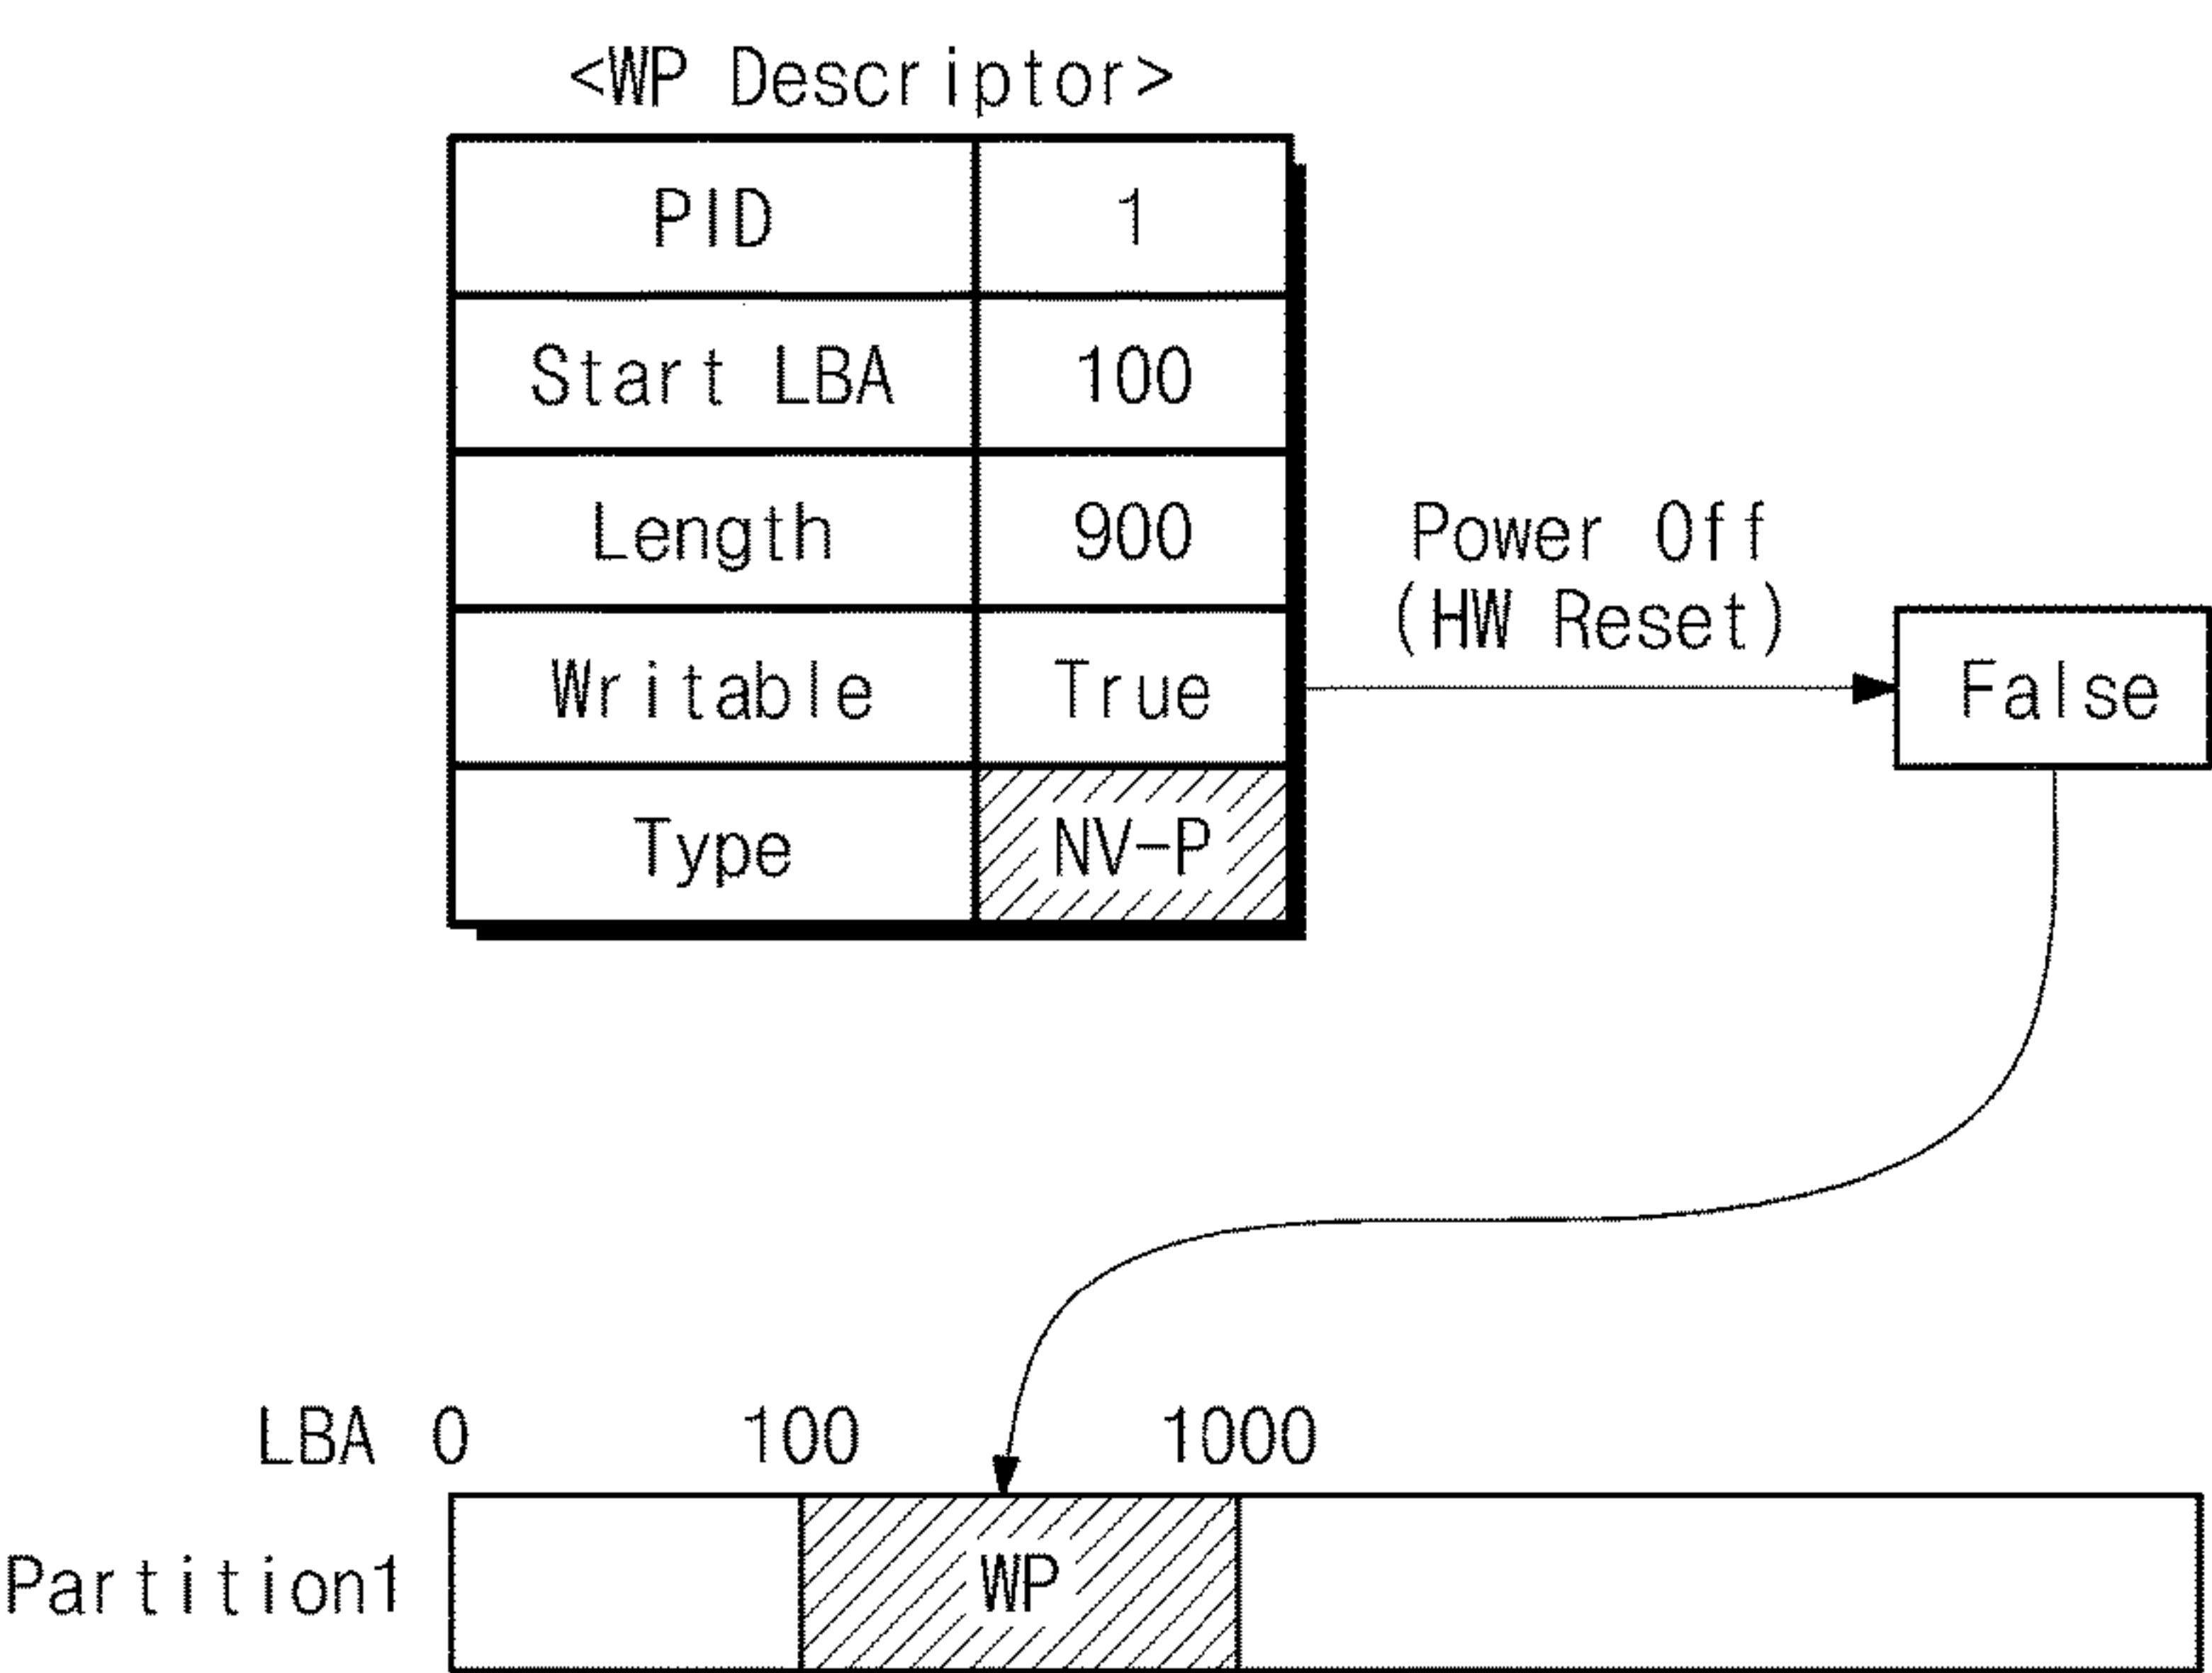 <WP Descriptor>
PID 1
Start LBA 100
Length 900
Writable True
Type NV-P
Power Off
(HW Reset)
False
LBA 0 100 1000
Partition1 WP